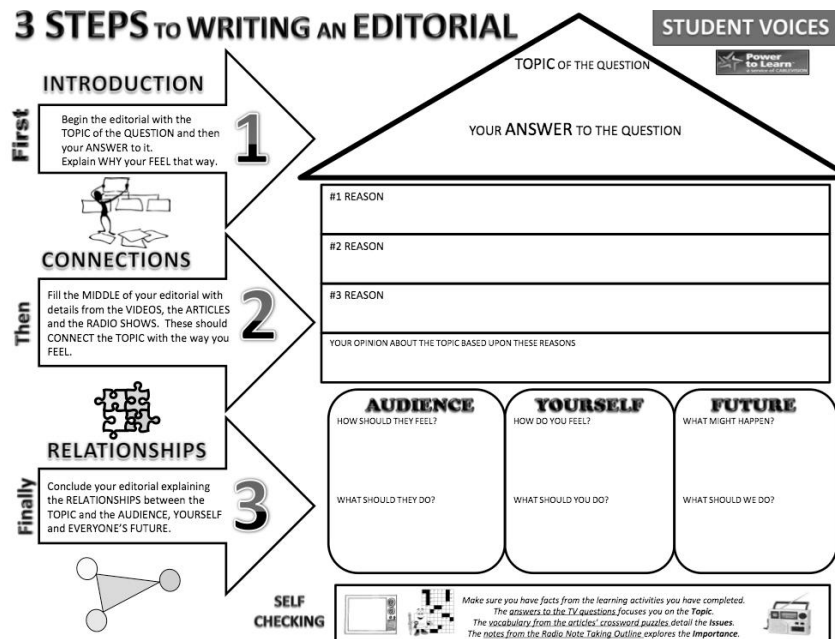 3 STEPS TO WRITING AN EDITORIAL
STUDENT VOICES
Power
to Learn
First
INTRODUCTION
Begin the editorial with the
TOPIC of the QUESTION and then
your ANSWER to it.
Explain WHY your FEEL that way.
1
TOPIC OF THE QUESTION
YOUR ANSWER TO THE QUESTION
Then
CONNECTIONS
Fill the MIDDLE of your editorial with
details from the VIDEOS, the ARTICLES
and the RADIO SHOWS. These should
CONNECT the TOPIC with the way you
FEEL.
2
#1 REASON
#2 REASON
#3 REASON
YOUR OPINION ABOUT THE TOPIC BASED UPON THESE REASONS
Finally
RELATIONSHIPS
Conclude your editorial explaining
the RELATIONSHIPS between the
TOPIC and the AUDIENCE, YOURSELF
and EVERYONE'S FUTURE.
3
AUDIENCE
HOW SHOULD THEY FEEL?
WHAT SHOULD THEY DO?
YOURSELF
HOW DO YOU FEEL?
WHAT SHOULD YOU DO?
FUTURE
WHAT MIGHT HAPPEN?
WHAT SHOULD WE DO?
SELF
CHECKING
Make sure you have facts from the learning activities you have completed.
The answers to the TV questions focuses you on the Topic.
The vocabulary from the articles' crossword puzzles detail the Issues.
The notes from the Radio Note Taking Outline explores the Importance.